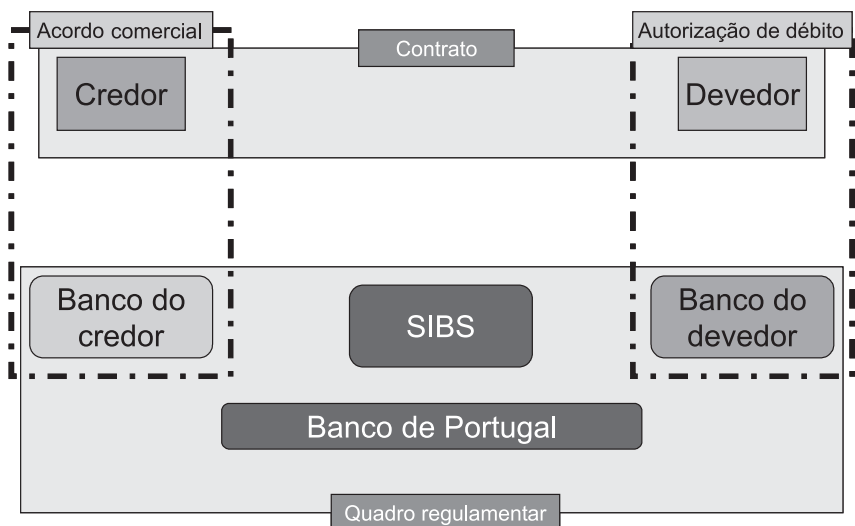 Acordo comercial
Contrato
Autorização de débito
Credor
Devedor
Banco do
credor
SIBS
Banco do
devedor
Banco de Portugal
Quadro regulamentar